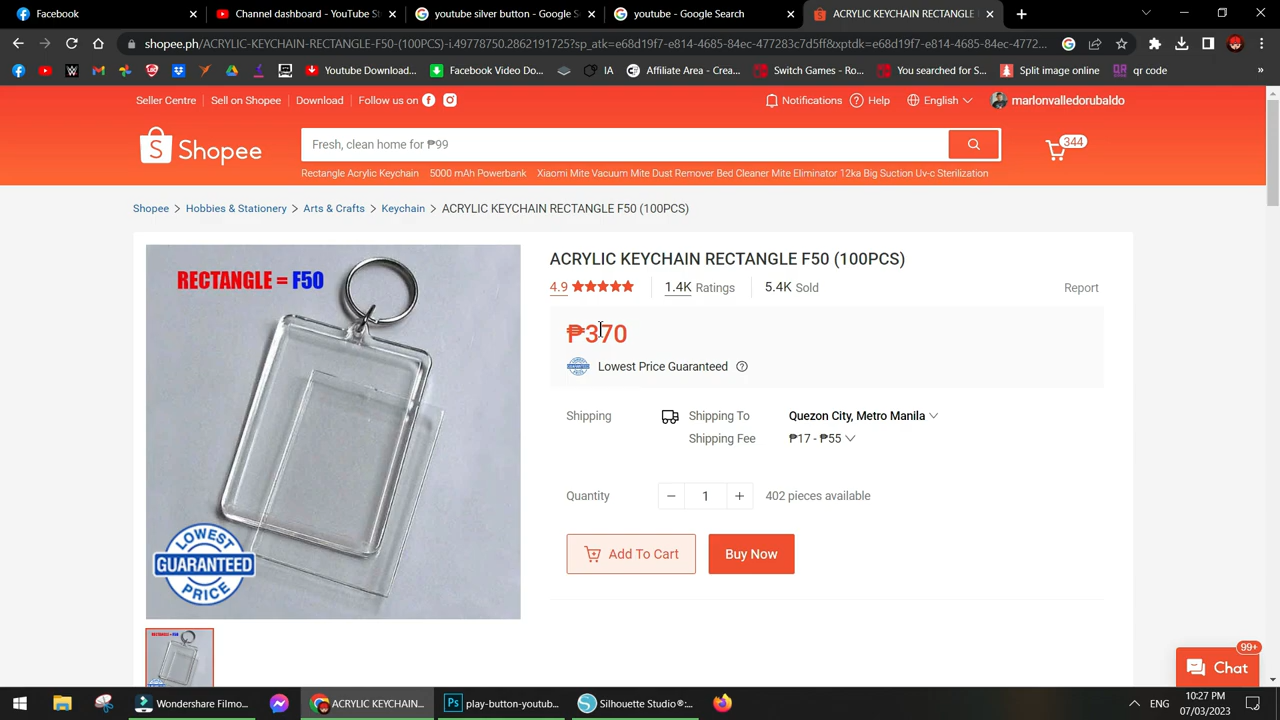 Facebook
Channel dashboard - YouTube St
youtube silver button - Google S
youtube - Google Search
ACRYLIC KEYCHAIN RECTANGLE
shopee.ph/ACRYLIC-KEYCHAIN-RECTANGLE-F50-(100PCS)-i.49778750.2862191725?sp_atk=e68d19f7-e814-4685-84ec-477283c7d5ff&xptdk=e68d19f7-e814-4685-84ec-4772...
Youtube Download...
Facebook Video Do...
IA
Affiliate Area - Crea...
Switch Games - Ro...
You searched for S...
Split image online
qr code
»
Seller Centre
Sell on Shopee
Download
Follow us on
Notifications
Help
English
marlonvalledorubaldo
Shopee
Fresh, clean home for ₱99
344
Rectangle Acrylic Keychain
5000 mAh Powerbank
Xiaomi Mite Vacuum Mite Dust Remover Bed Cleaner Mite Eliminator 12ka Big Suction Uv-c Sterilization
Shopee > Hobbies & Stationery > Arts & Crafts > Keychain > ACRYLIC KEYCHAIN RECTANGLE F50 (100PCS)
RECTANGLE = F50
LOWEST
GUARANTEED
PRICE
ACRYLIC KEYCHAIN RECTANGLE F50 (100PCS)
4.9
1.4K Ratings
5.4K Sold
Report
₱370
Lowest Price Guaranteed
Shipping
Shipping To
Quezon City, Metro Manila
Shipping Fee
₱17 - ₱55
Quantity
1
402 pieces available
Add To Cart
Buy Now
RECTANGLE = F50
99+
Chat
Wondershare Filmo...
ACRYLIC KEYCHAIN...
play-button-youtub...
Silhouette Studio®:...
ENG
10:27 PM
07/03/2023